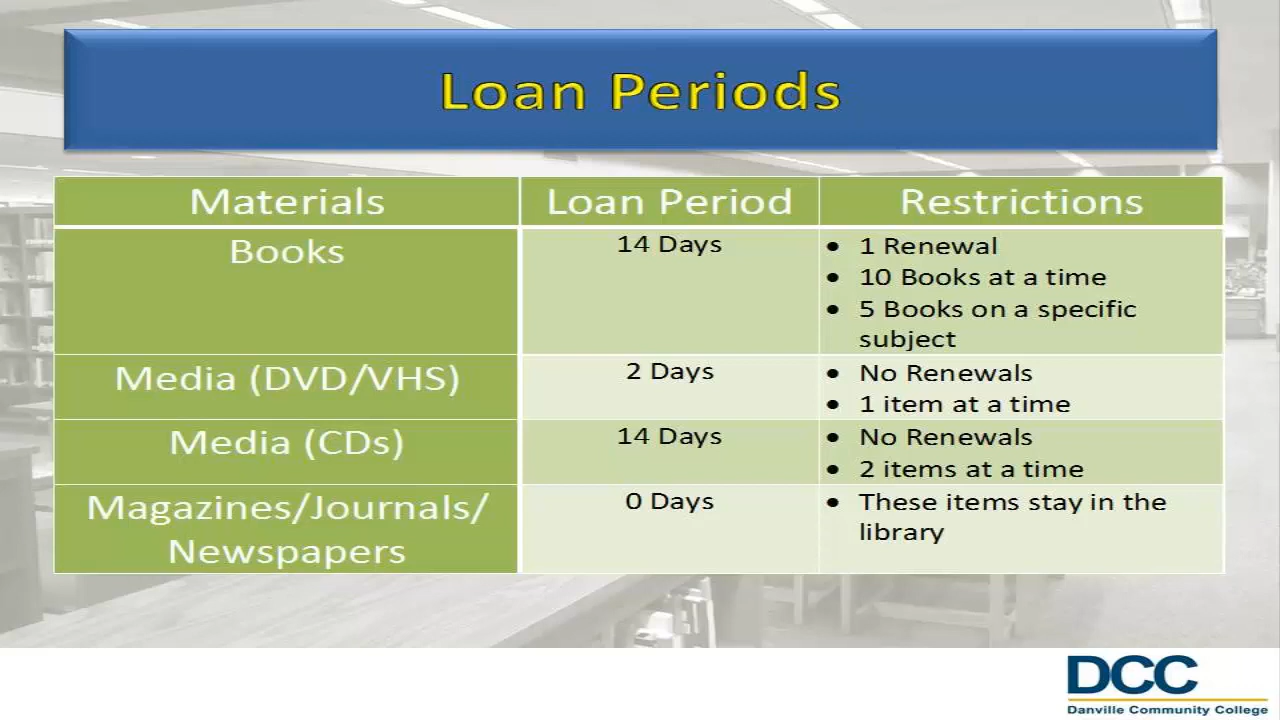 Loan Periods
Materials
Loan Period
Restrictions
Books
14 Days
• 1 Renewal
• 10 Books at a time
• 5 Books on a specific
subject
Media (DVD/VHS)
2 Days
• No Renewals
• 1 item at a time
Media (CDs)
14 Days
• No Renewals
• 2 items at a time
Magazines/Journals/
Newspapers
0 Days
• These items stay in the
library
DCC
Danville Community College